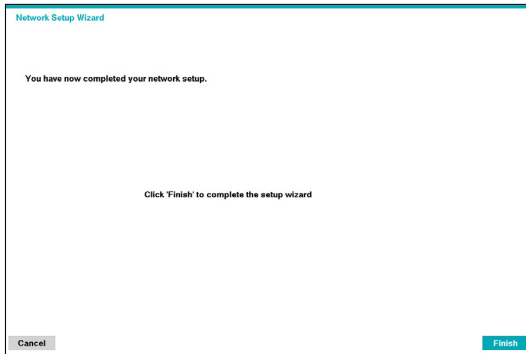 Network Setup Wizard
You have now completed your network setup.
Click 'Finish' to complete the setup wizard
Cancel
Finish